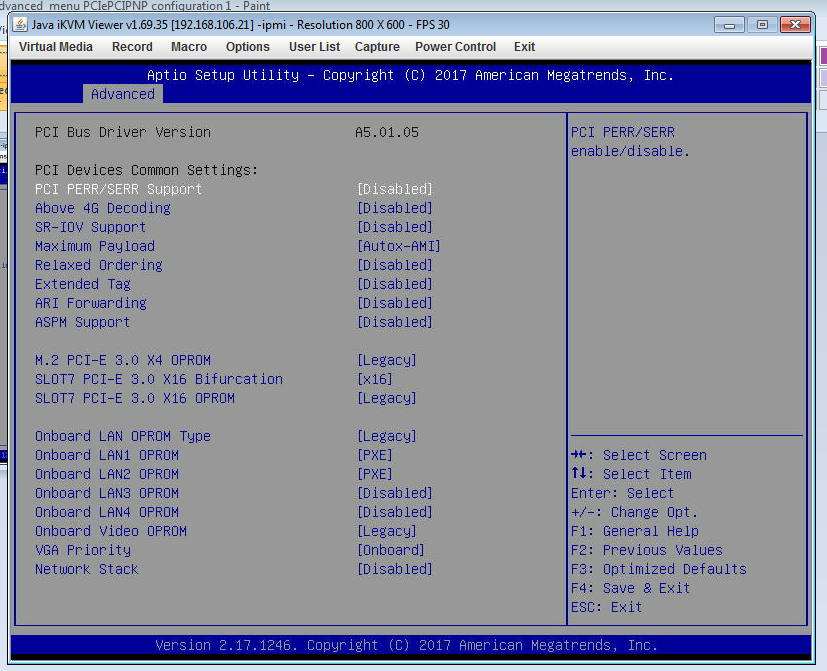 dvanced menu PCIePCIPNP configuration 1 - Paint
Java iKVM Viewer v1.69.35 [192.168.106.21] -ipmi - Resolution 800 X 600 - FPS 30
Virtual Media Record Macro Options User List Capture Power Control Exit
Aptio Setup Utility - Copyright (C) 2017 American Megatrends, Inc.
Advanced
PCI Bus Driver Version A5.01.05
PCI Devices Common Settings:
PCI PERR/SERR Support [Disabled]
Above 4G Decoding [Disabled]
SR-IOV Support [Disabled]
Maximum Payload [Autox-AMI]
Relaxed Ordering [Disabled]
Extended Tag [Disabled]
ARI Forwarding [Disabled]
ASPM Support [Disabled]
M.2 PCI-E 3.0 X4 OPROM [Legacy]
SLOT7 PCI-E 3.0 X16 Bifurcation [x16]
SLOT7 PCI-E 3.0 X16 OPROM [Legacy]
Onboard LAN OPROM Type [Legacy]
Onboard LAN1 OPROM [PXE]
Onboard LAN2 OPROM [PXE]
Onboard LAN3 OPROM [Disabled]
Onboard LAN4 OPROM [Disabled]
Onboard Video OPROM [Legacy]
VGA Priority [Onboard]
Network Stack [Disabled]
PCI PERR/SERR
enable/disable.
→←: Select Screen
↑↓: Select Item
Enter: Select
+/-: Change Opt.
F1: General Help
F2: Previous Values
F3: Optimized Defaults
F4: Save & Exit
ESC: Exit
Version 2.17.1246. Copyright (C) 2017 American Megatrends, Inc.